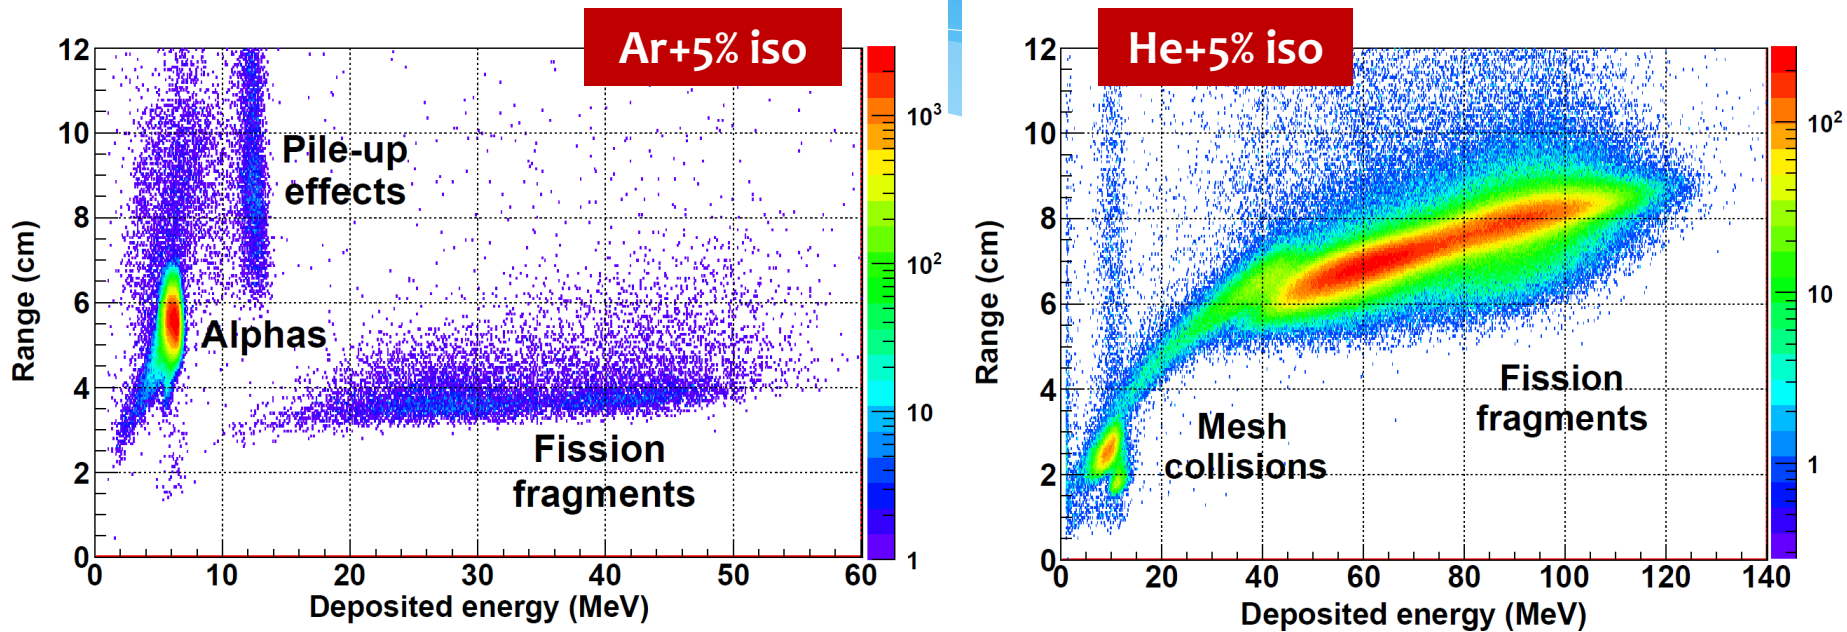 Ar+5% iso
12
10
8
6
4
2
0
Range (cm)
Pile-up
effects
Alphas
Fission
fragments
0 10 20 30 40 50 60
Deposited energy (MeV)
10³
10²
10
1
He+5% iso
12
10
8
6
4
2
0
Range (cm)
Mesh
collisions
Fission
fragments
0 20 40 60 80 100 120 140
Deposited energy (MeV)
10²
10
1